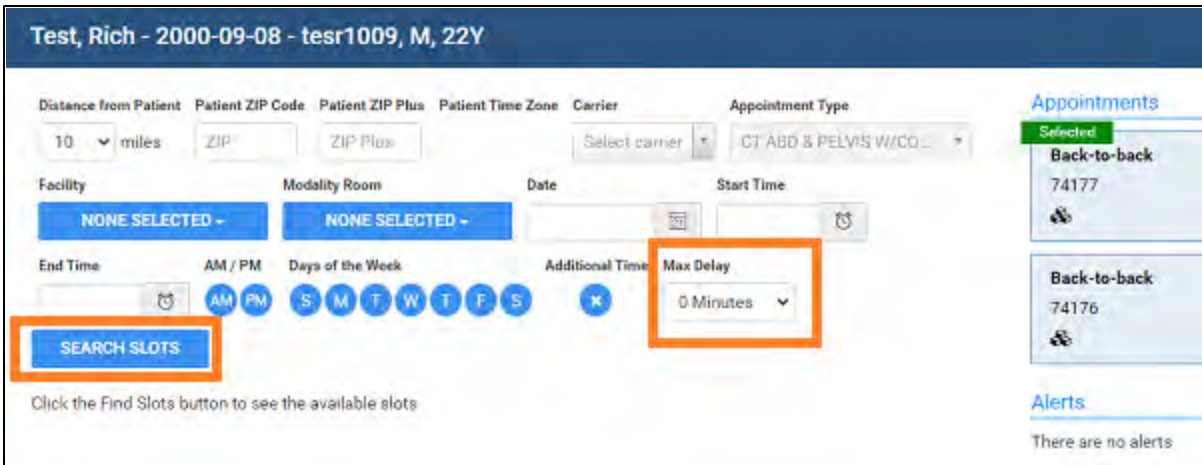 Test, Rich - 2000-09-08 - tesr1009, M, 22Y
Distance from Patient Patient ZIP Code Patient ZIP Plus Patient Time Zone Carrier Appointment Type
10 miles ZIP ZIP Plus Select carrier CT ABD & PELVIS W/CO...
Facility Modality Room Date Start Time
NONE SELECTED NONE SELECTED
End Time AM / PM Days of the Week Additional Time Max Delay
AM PM S M T W T F S 0 Minutes
SEARCH SLOTS
Click the Find Slots button to see the available slots
Appointments
Selected
Back-to-back
74177
Back-to-back
74176
Alerts
There are no alerts